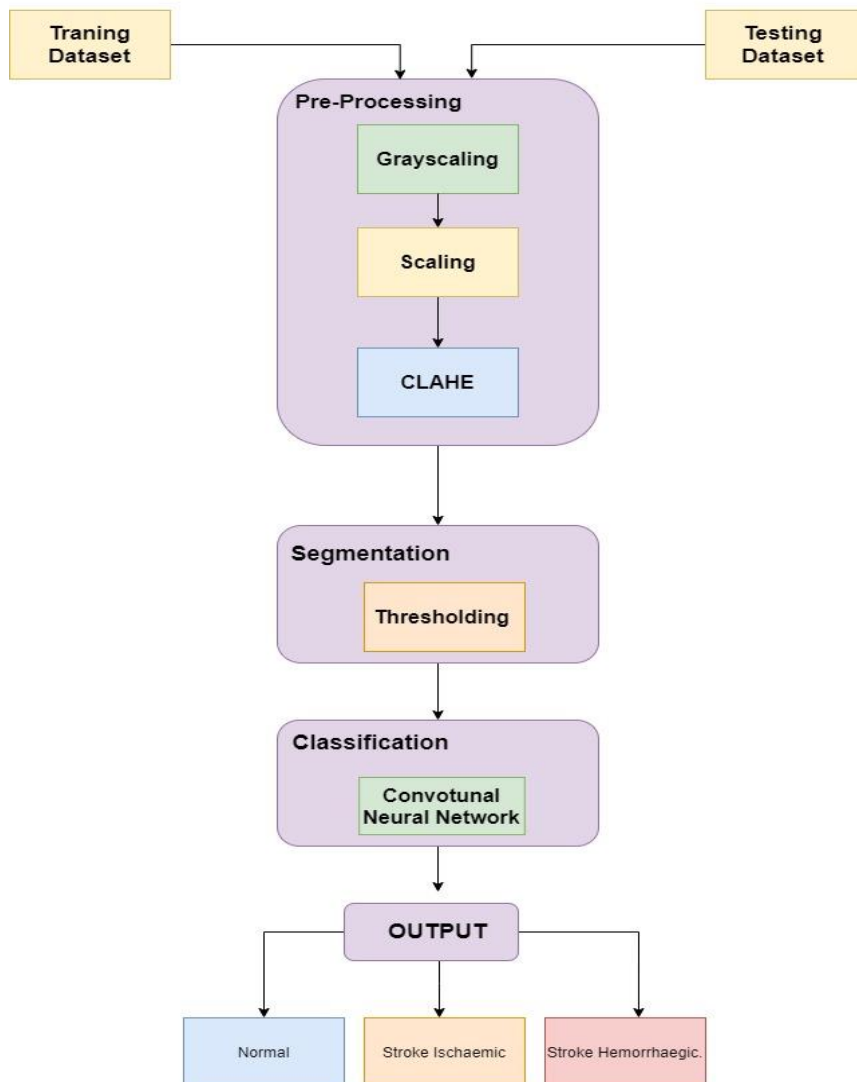 Traning
Dataset
Testing
Dataset
Pre-Processing
Grayscaling
Scaling
CLAHE
Segmentation
Thresholding
Classification
Convotunal
Neural Network
OUTPUT
Normal
Stroke Ischaemic
Stroke Hemorrhaegic.